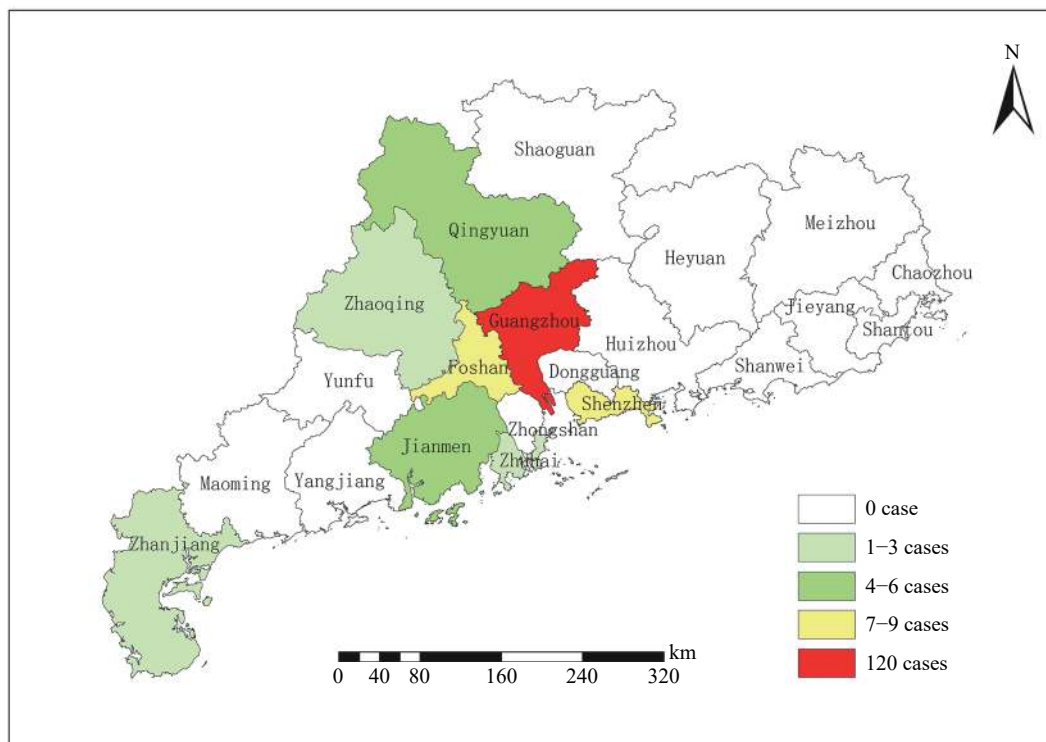 N
Shaoguan
Qingyuan
Meizhou
Heyuan
Chaozhou
Zhaoqing
Jieyang
Guangzhou
Shantou
Huizhou
Foshan
Dongguang
Shanwei
Yunfu
Shenzhen
Zhongshan
Jianmen
Zhuhai
Maoming
Yangjiang
Zhanjiang
0 case
1−3 cases
4−6 cases
7−9 cases
120 cases
km
0 40 80 160 240 320